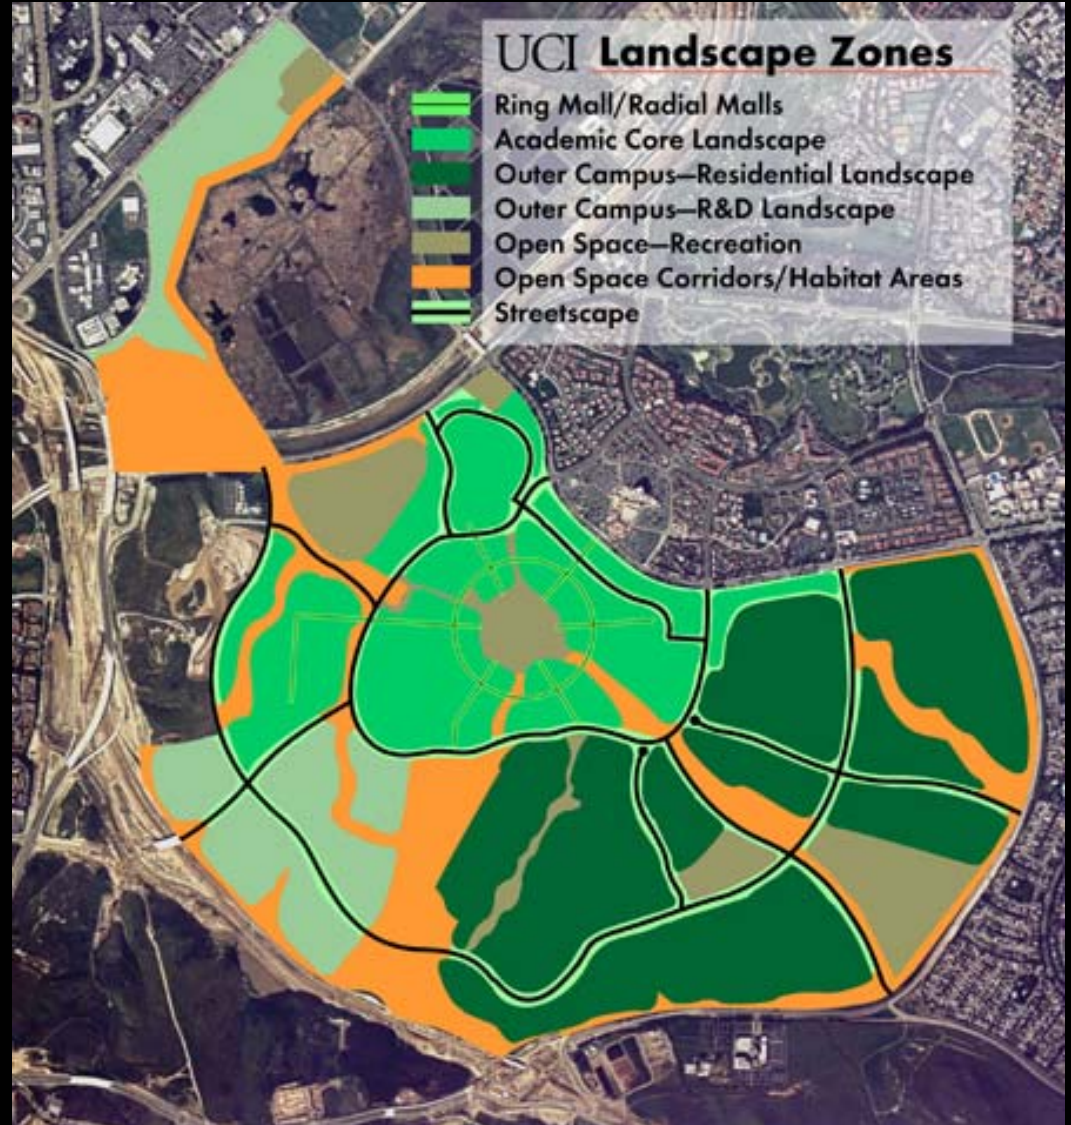 UCI Landscape Zones
Ring Mall/Radial Malls
Academic Core Landscape
Outer Campus—Residential Landscape
Outer Campus—R&D Landscape
Open Space—Recreation
Open Space Corridors/Habitat Areas
Streetscape